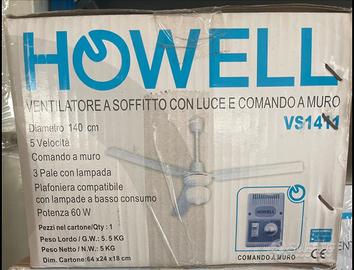 HOWELL
VENTILATORE A SOFFITTO CON LUCE E COMANDO A MURO
VS1411
Diametro 140 cm
5 Velocità
Comando a muro
3 Pale con lampada
Plafoniera compatibile
con lampade a basso consumo
Potenza 60 W
Pezzi nel cartone/Qty : 1
Peso Lordo / G.W.: 5. 5 KG
Peso Netto / N.W.: 5 KG
Dim. Cartone: 64 x 24 x 18 cm
HOWELL
COMANDO A MURO